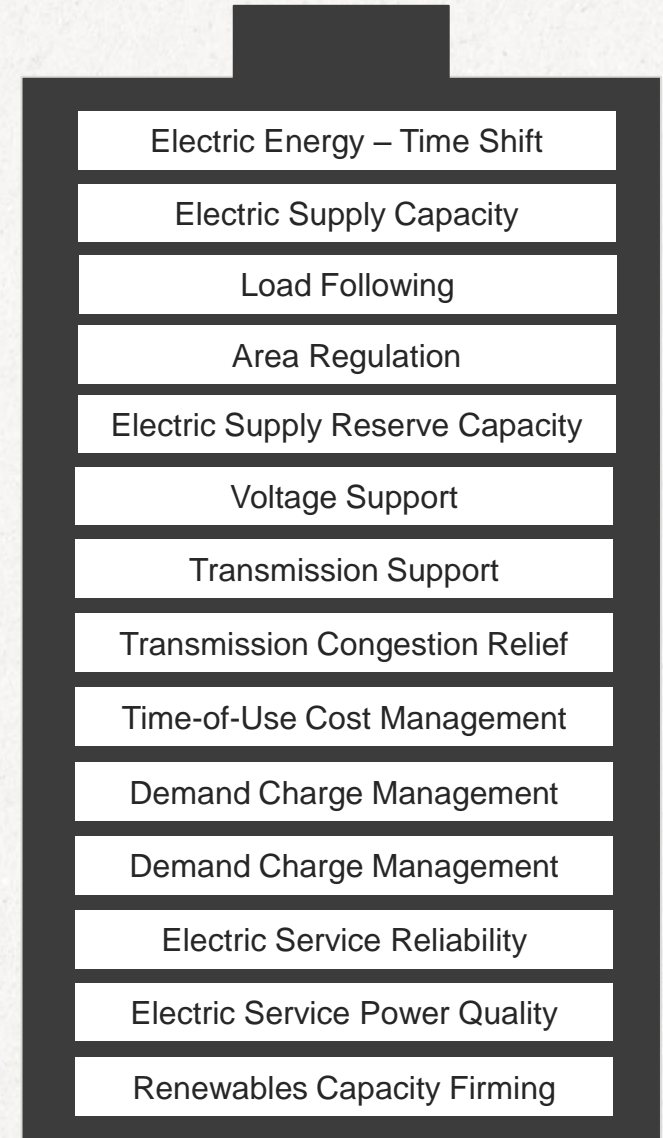 Electric Energy – Time Shift
Electric Supply Capacity
Load Following
Area Regulation
Electric Supply Reserve Capacity
Voltage Support
Transmission Support
Transmission Congestion Relief
Time-of-Use Cost Management
Demand Charge Management
Demand Charge Management
Electric Service Reliability
Electric Service Power Quality
Renewables Capacity Firming